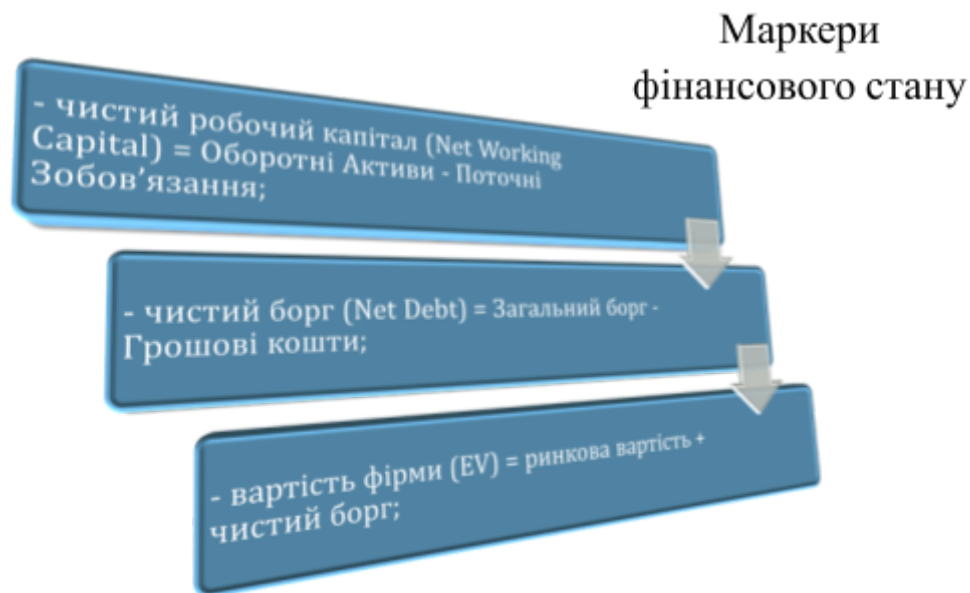 Маркери
фінансового стану
- чистий робочий капітал (Net Working
Capital) = Оборотні Активи - Поточні
Зобов’язання;
- чистий борг (Net Debt) = Загальний борг -
Грошові кошти;
- вартість фірми (EV) = ринкова вартість +
чистий борг;